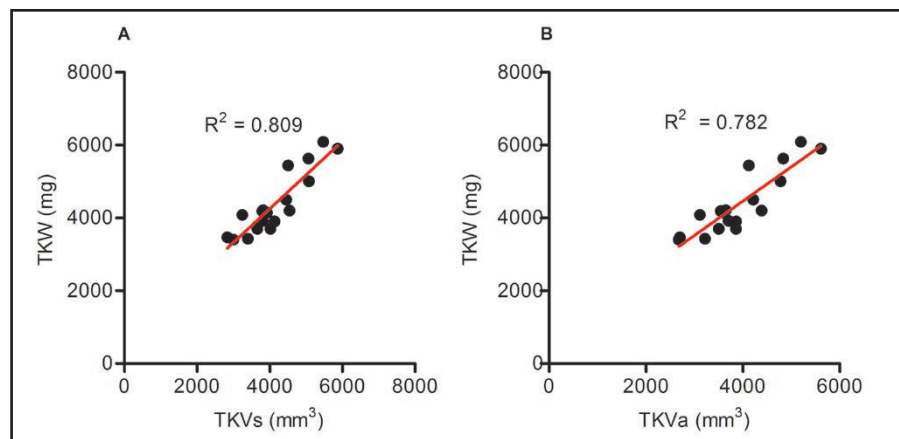 A
8000
6000
4000
2000
0
TKW (mg)
R² = 0.809
0 2000 4000 6000 8000
TKVs (mm³)
B
8000
6000
4000
2000
0
TKW (mg)
R² = 0.782
0 2000 4000 6000
TKVa (mm³)